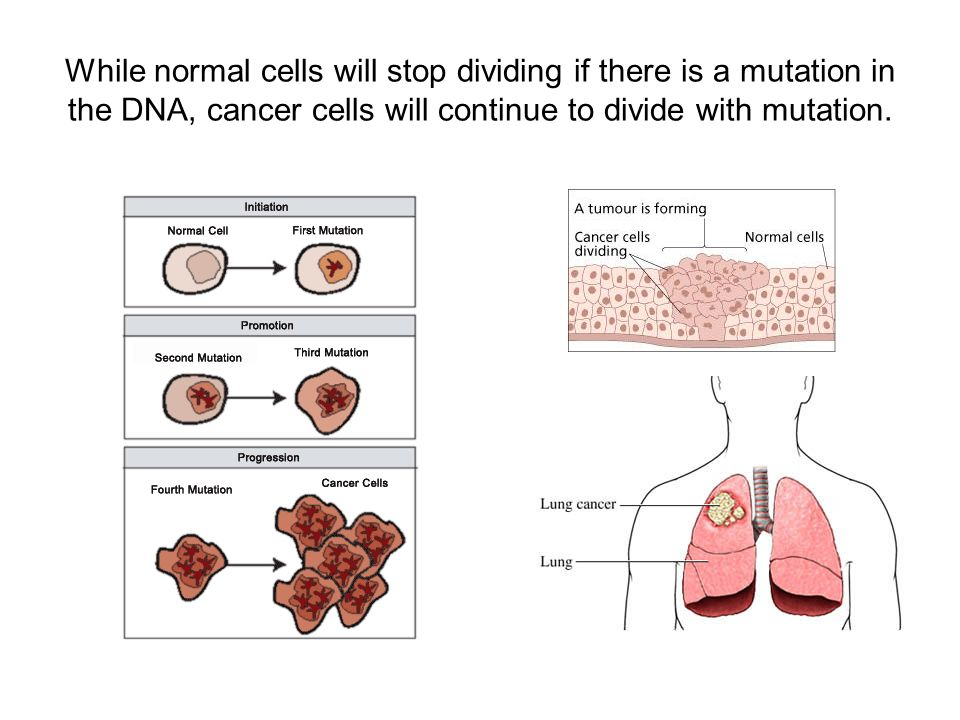 While normal cells will stop dividing if there is a mutation in
the DNA, cancer cells will continue to divide with mutation.
Initiation
Normal Cell
First Mutation
Promotion
Second Mutation
Third Mutation
Progression
Fourth Mutation
Cancer Cells
A tumour is forming
Cancer cells
dividing
Normal cells
Lung cancer
Lung